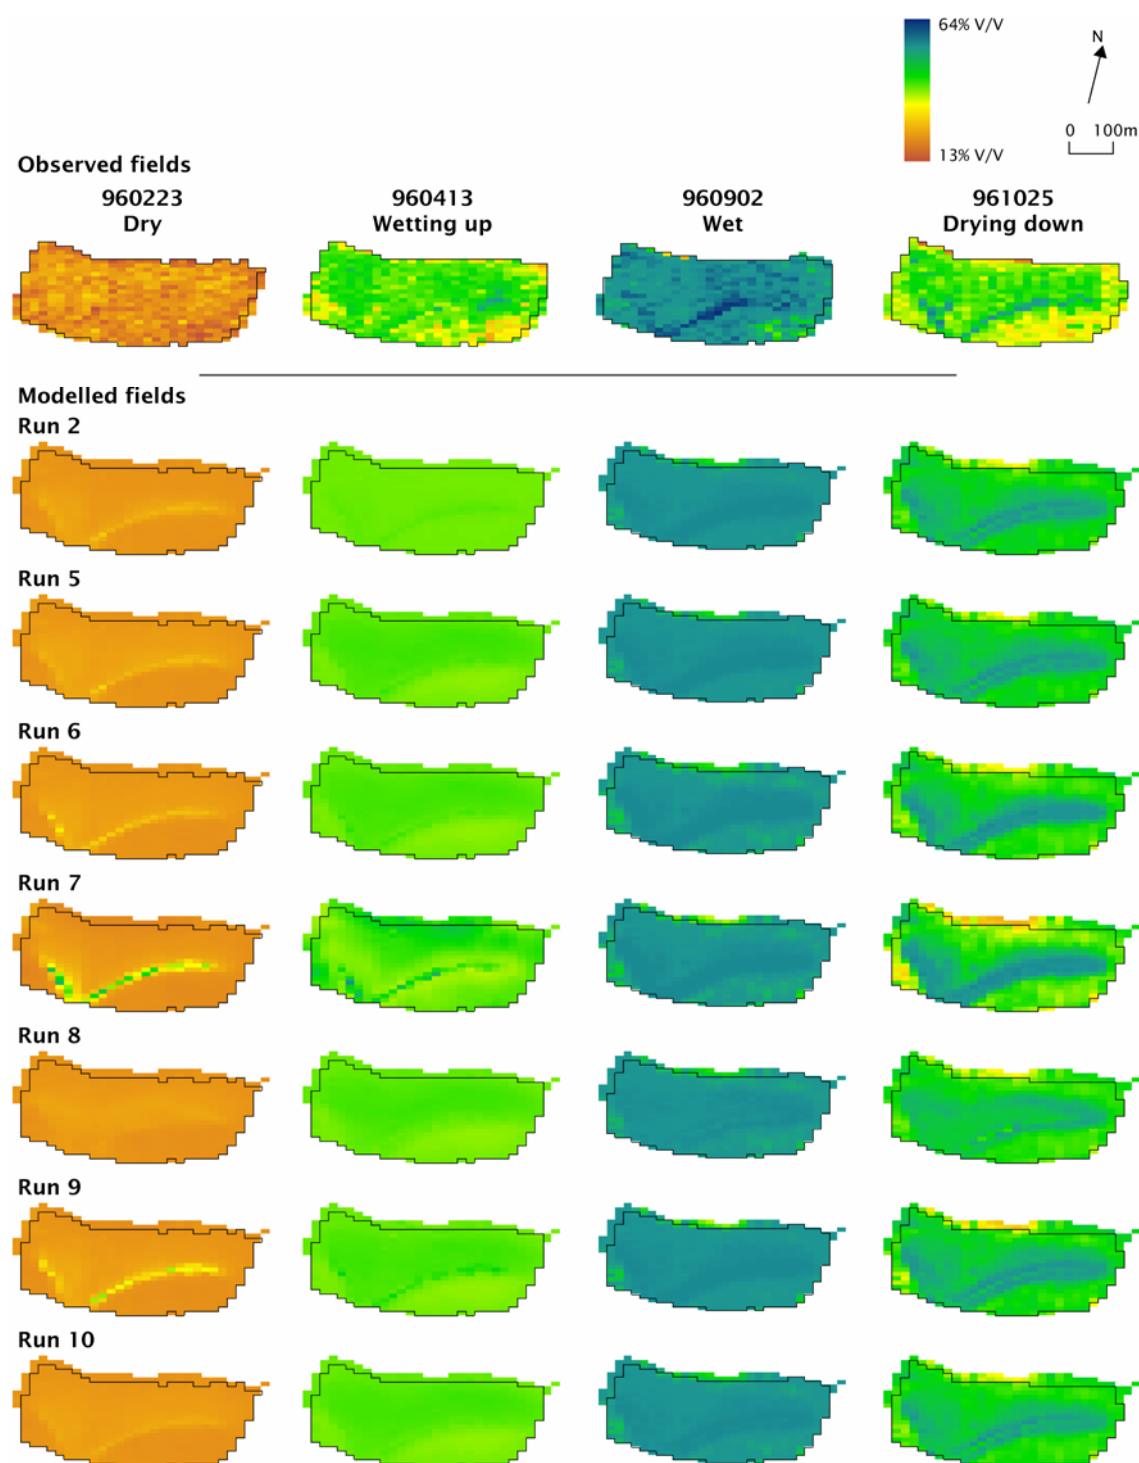 64% V/V
N
0 100m
13% V/V
Observed fields
960223 960413 960902 961025
Dry Wetting up Wet Drying down
Modelled fields
Run 2
Run 5
Run 6
Run 7
Run 8
Run 9
Run 10